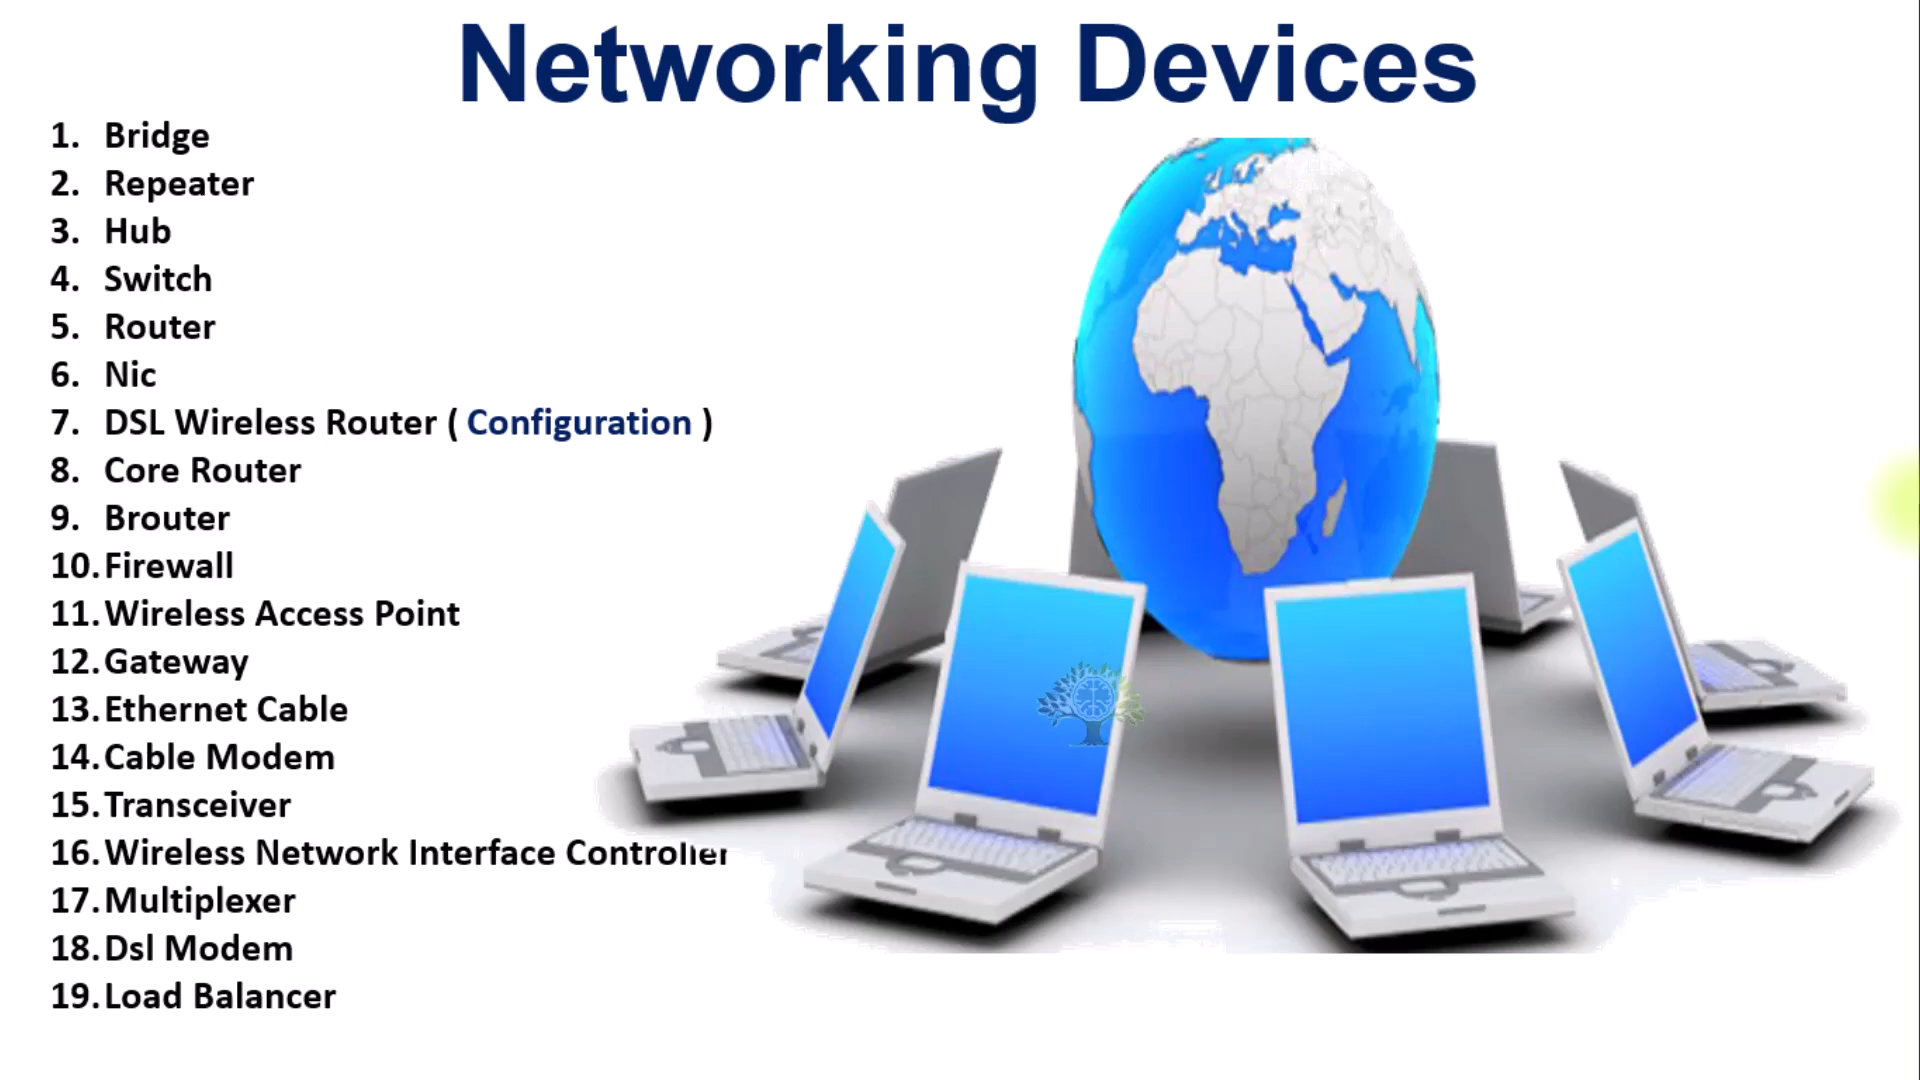 Networking Devices
1. Bridge
2. Repeater
3. Hub
4. Switch
5. Router
6. Nic
7. DSL Wireless Router ( Configuration )
8. Core Router
9. Brouter
10. Firewall
11. Wireless Access Point
12. Gateway
13. Ethernet Cable
14. Cable Modem
15. Transceiver
16. Wireless Network Interface Controller
17. Multiplexer
18. Dsl Modem
19. Load Balancer